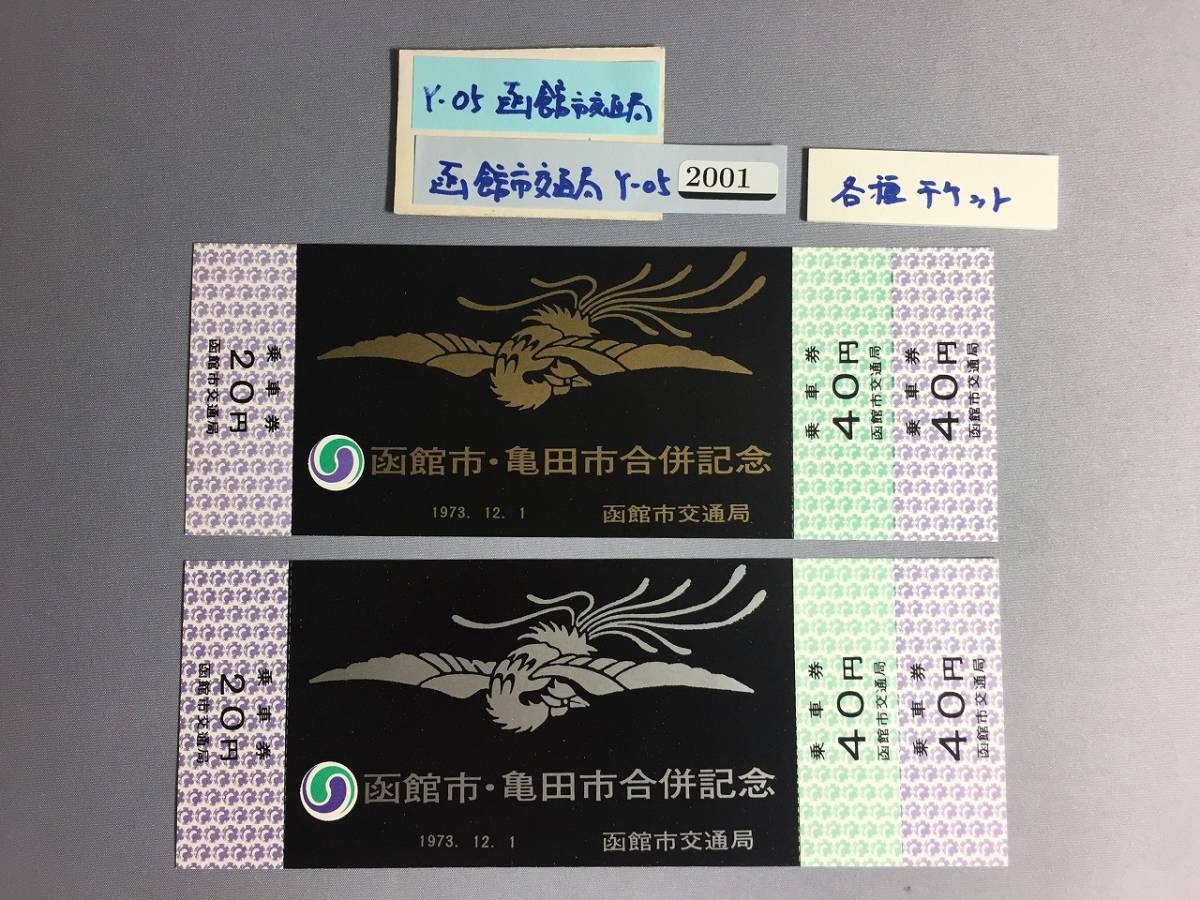 Y-05 函館市交通局
函館市交通局 Y-05
2001
各種チケット
乗車券
20円
函館市交通局
函館市・亀田市合併記念
1973. 12. 1
函館市交通局
乗車券
40円
函館市交通局
乗車券
40円
函館市交通局
乗車券
20円
函館市交通局
函館市・亀田市合併記念
1973. 12. 1
函館市交通局
乗車券
40円
函館市交通局
乗車券
40円
函館市交通局